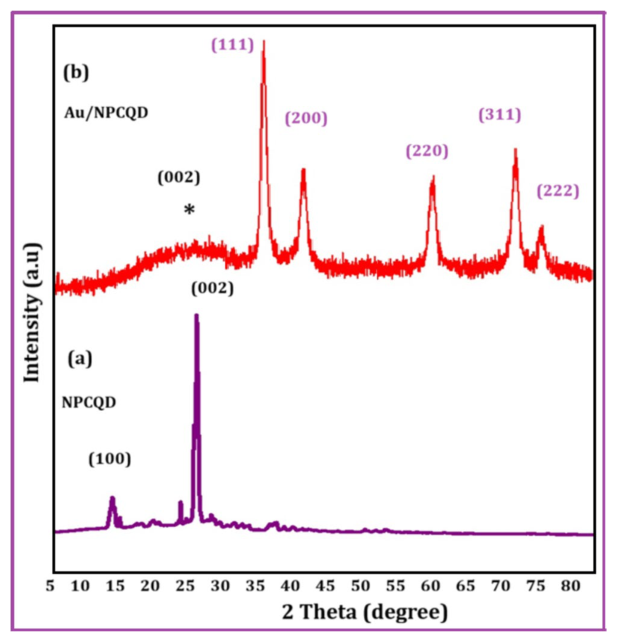 (111)
(b)
(311)
Au/NPCQD
(200)
(220)
(002)
(222)
*
(002)
Intensity (a.u)
(a)
NPCQD
(100)
5 10 15 20 25 30 35 40 45 50 55 60 65 70 75 80
2 Theta (degree)